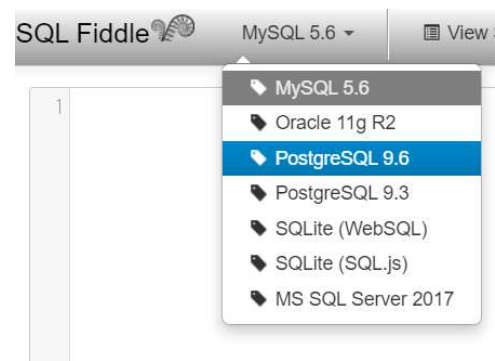 SQL Fiddle MySQL 5.6 View
1
MySQL 5.6
Oracle 11g R2
PostgreSQL 9.6
PostgreSQL 9.3
SQLite (WebSQL)
SQLite (SQL.js)
MS SQL Server 2017